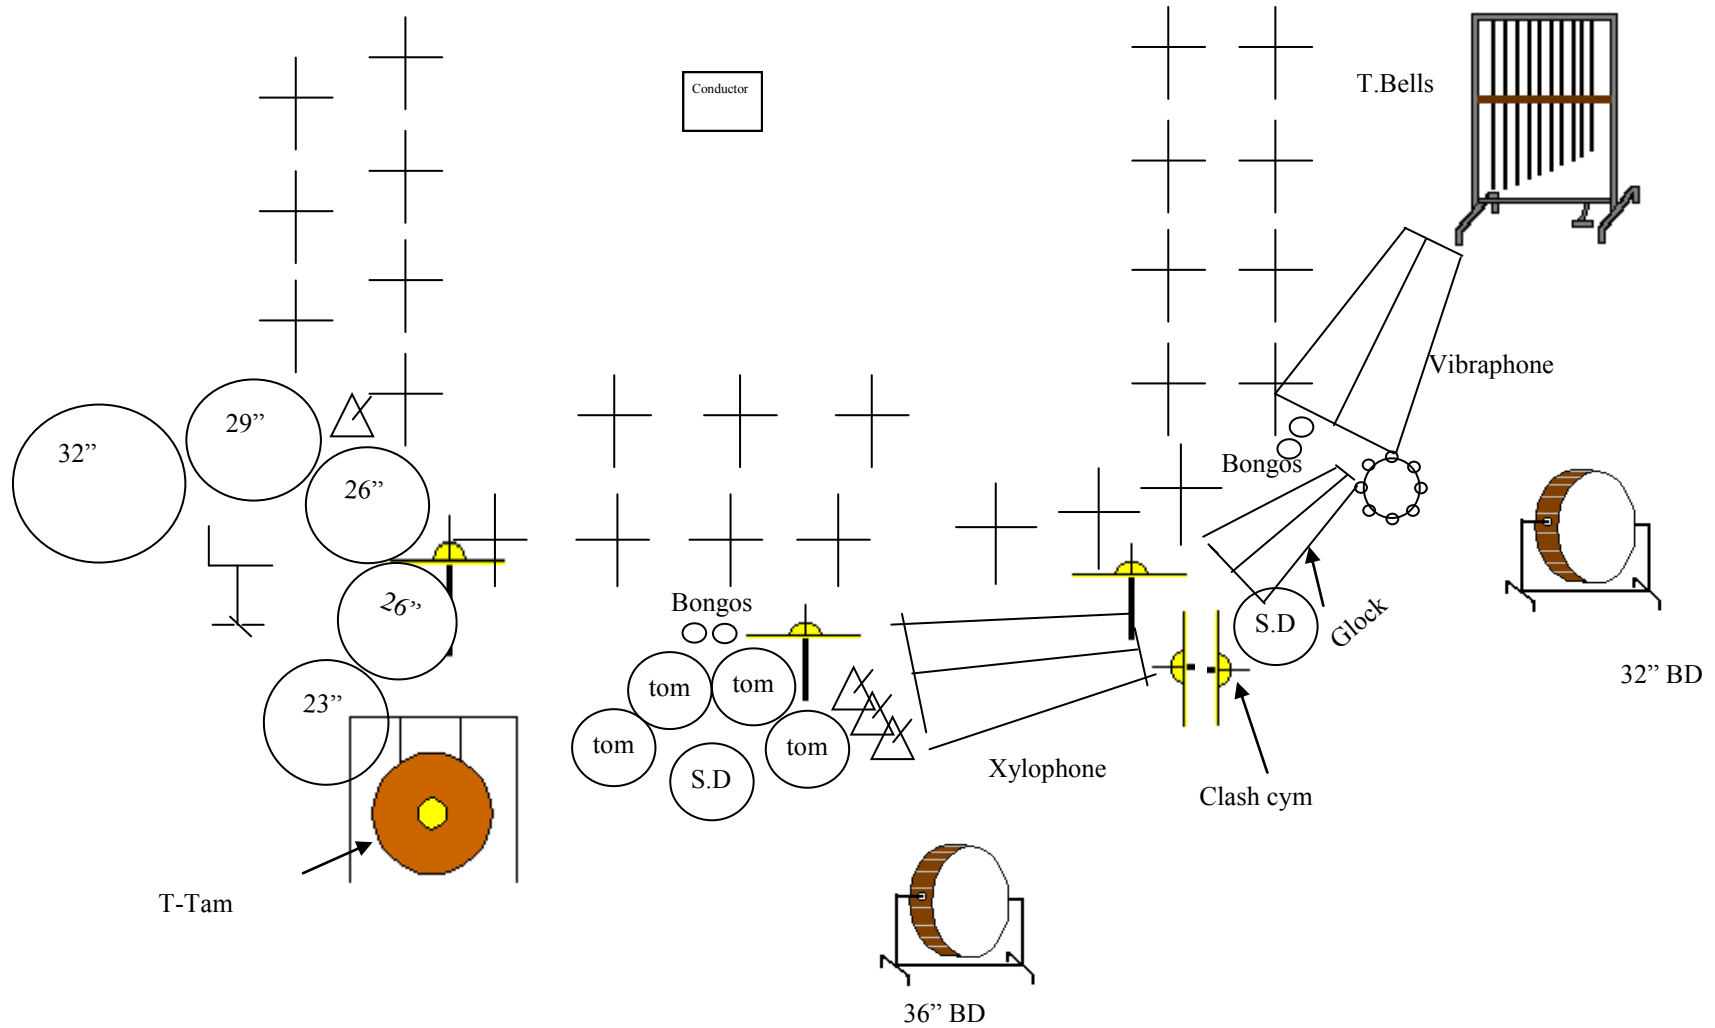 Conductor
T.Bells
Vibraphone
29”
32”
26”
Bongos
26”
Bongos
S.D
Glock
23”
tom
tom
32” BD
tom
tom
Xylophone
S.D
Clash cym
T-Tam
36” BD